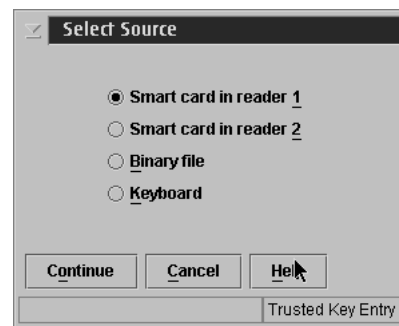 Select Source
Smart card in reader 1
Smart card in reader 2
Binary file
Keyboard
Continue Cancel Help
Trusted Key Entry